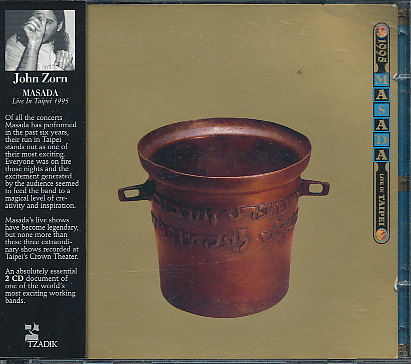 John Zorn
MASADA
Live In Taipei 1995
Of all the concerts
Masada has performed
in the past six years,
their run in Taipei
stands out as one of
their most exciting.
Everyone was on fire
those nights and the
excitement generated
by the audience seemed
to feed the band to a
magical level of cre-
ativity and inspiration.
Masada's live shows
have become legendary,
but none more than
these three extraordin-
ary shows recorded at
Taipei's Crown Theater.
An absolutely essential
2 CD document of
one of the world's
most exciting working
bands.
TZADIK
1995
MASADA
LIVE IN TAIPEI